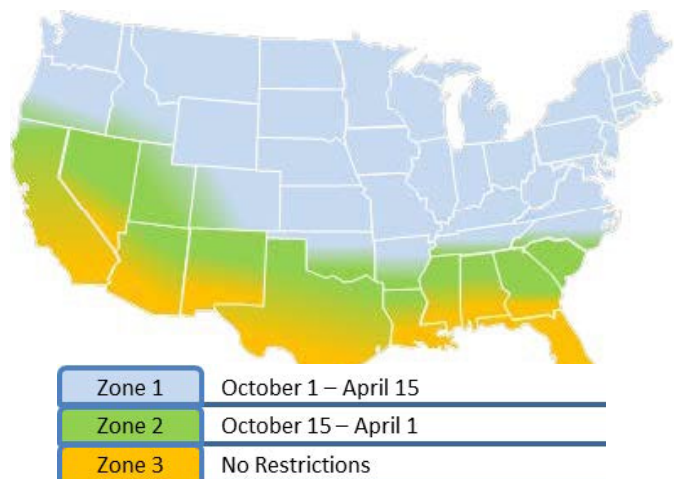 Zone 1 October 1 – April 15
Zone 2 October 15 – April 1
Zone 3 No Restrictions